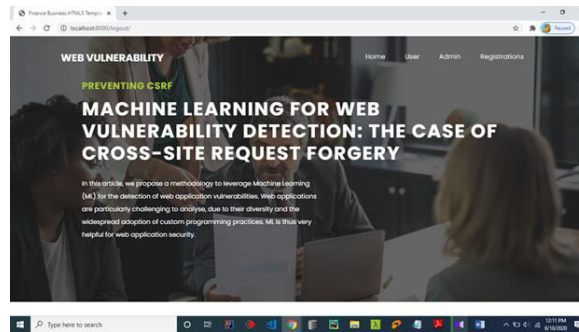 Finance Business HTML5 Templa
localhost:8000/logout/
Paused
WEB VULNERABILITY
Home User Admin Registrations
PREVENTING CSRF
MACHINE LEARNING FOR WEB
VULNERABILITY DETECTION: THE CASE OF
CROSS-SITE REQUEST FORGERY
In this article, we propose a methodology to leverage Machine Learning
(ML) for the detection of web application vulnerabilities. Web applications
are particularly challenging to analyse, due to their diversity and the
widespread adoption of custom programming practices. ML is thus very
helpful for web application security.
Type here to search
12:11 PM
8/10/2020